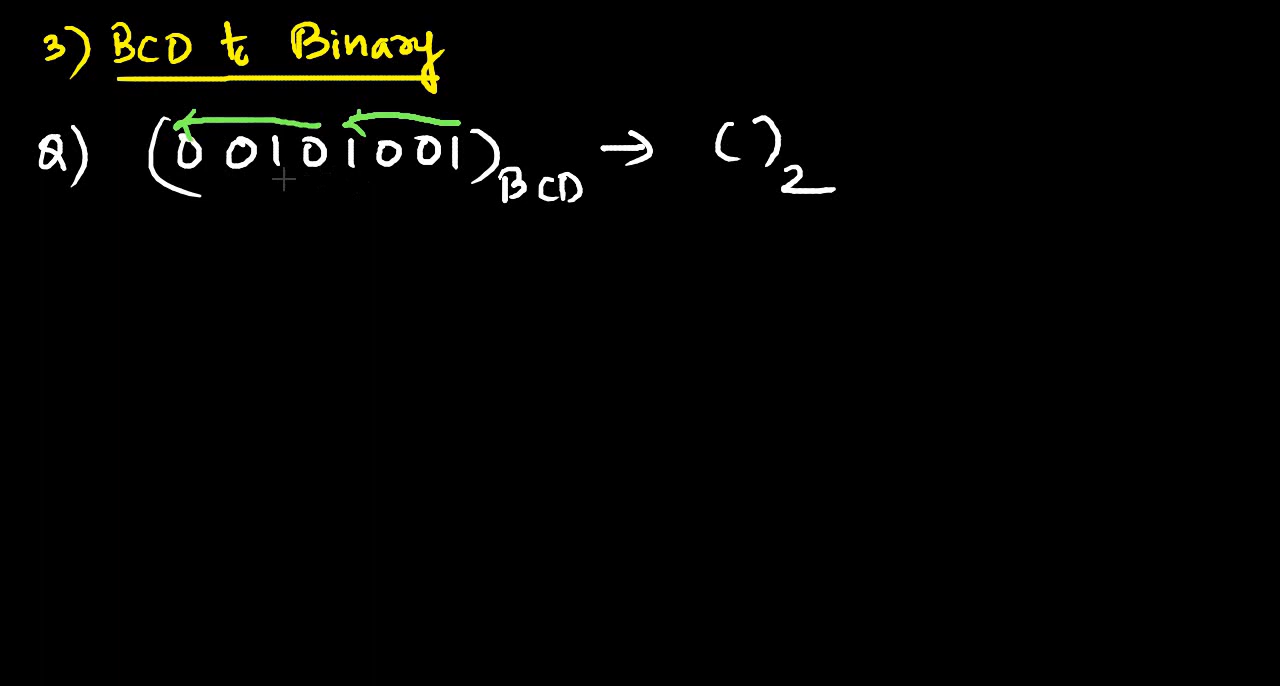 3) BCD to Binary
Q) (00101001)BCD → ( )2